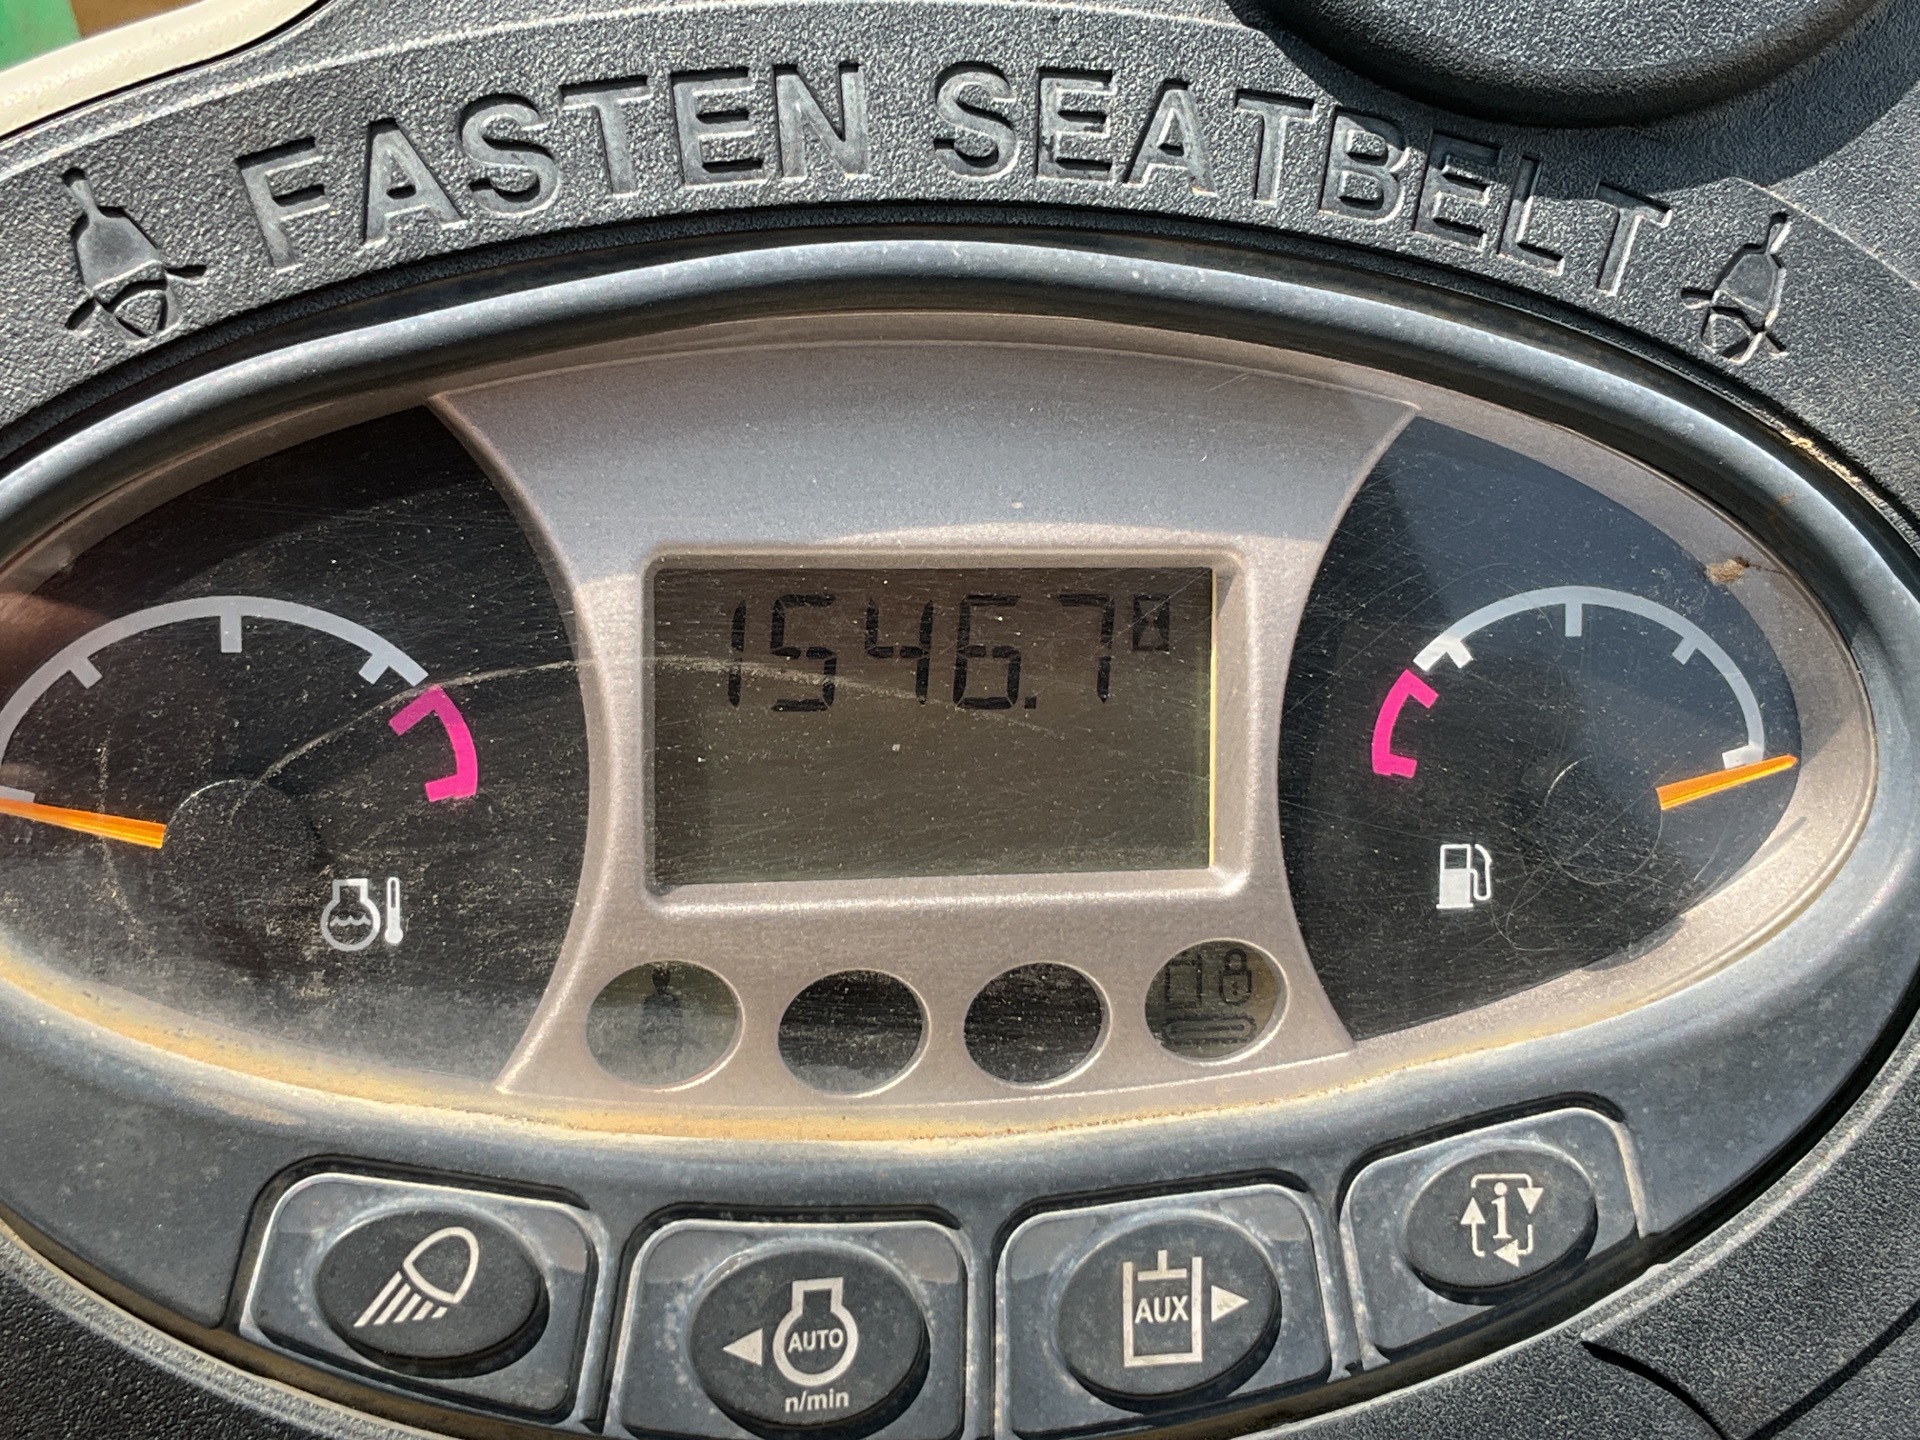 FASTEN SEATBELT
1546.7
AUTO
n/min
AUX
i